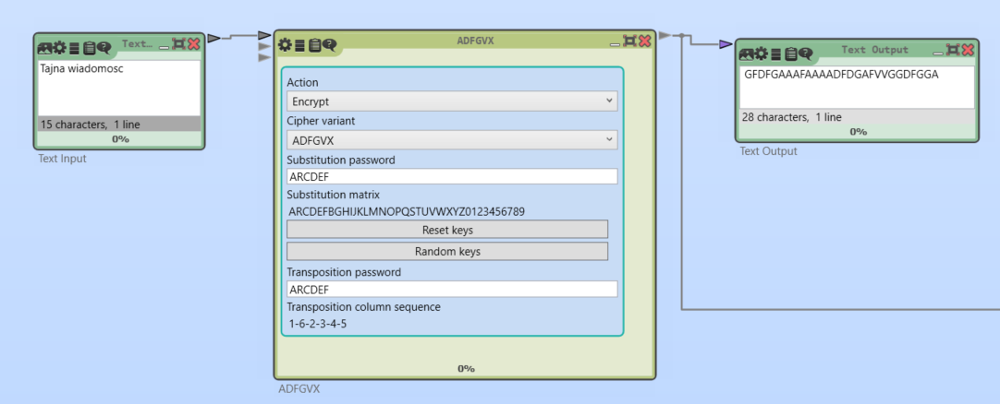 Text…
Tajna wiadomosc
15 characters, 1 line
0%
Text Input
ADFGVX
Action
Encrypt
Cipher variant
ADFGVX
Substitution password
ARCDEF
Substitution matrix
ARCDEFBGHIJKLMNOPQSTUVWXYZ0123456789
Reset keys
Random keys
Transposition password
ARCDEF
Transposition column sequence
1-6-2-3-4-5
0%
ADFGVX
Text Output
GFDFGAAAFAAAADFDGAFVVGGDFGGA
28 characters, 1 line
0%
Text Output